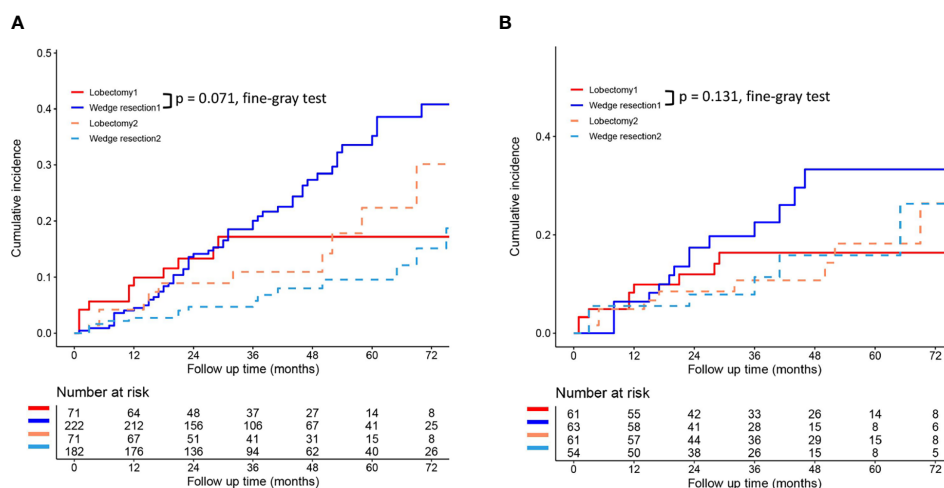 A
0.5
0.4
0.3
0.2
0.1
0.0
Cumulative incidence
Lobectomy1
Wedge resection1
Lobectomy2
Wedge resection2
p = 0.071, fine-gray test
0 12 24 36 48 60 72
Follow up time (months)
Number at risk
71 64 48 37 27 14 8
222 212 156 106 67 41 25
71 67 51 41 31 15 8
182 176 136 94 62 40 26
0 12 24 36 48 60 72
Follow up time (months)
B
0.4
0.2
0.0
Cumulative incidence
Lobectomy1
Wedge resection1
Lobectomy2
Wedge resection2
p = 0.131, fine-gray test
0 12 24 36 48 60 72
Follow up time (months)
Number at risk
61 55 42 33 26 14 8
63 58 41 28 15 8 6
61 57 44 36 29 15 8
54 50 38 26 15 8 5
0 12 24 36 48 60 72
Follow up time (months)